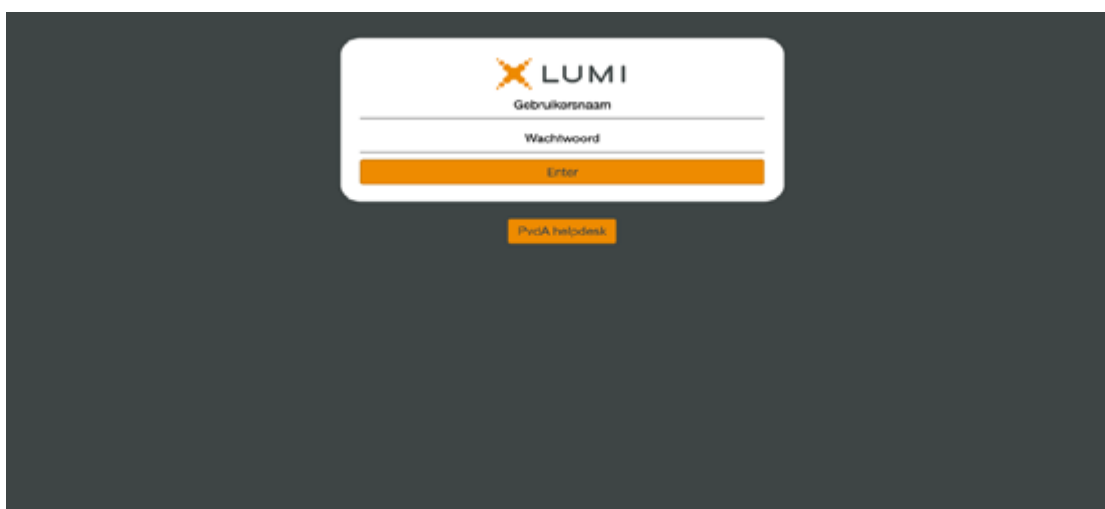 LUMI
Gebruikersnaam
Wachtwoord
Enter
PvdA helpdesk